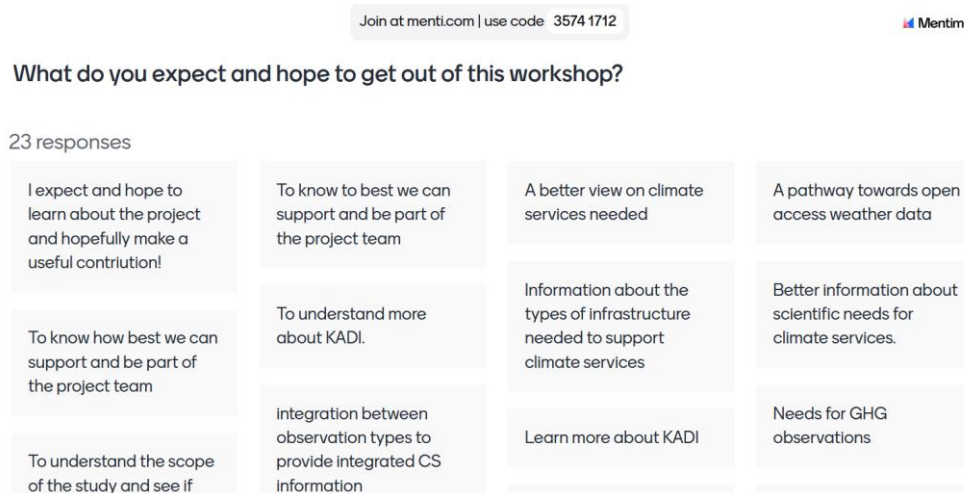 Join at menti.com | use code 3574 1712
Mentim
What do you expect and hope to get out of this workshop?
23 responses
I expect and hope to
learn about the project
and hopefully make a
useful contriution!
To know how best we can
support and be part of
the project team
To understand the scope
of the study and see if
To know to best we can
support and be part of
the project team
To understand more
about KADI.
integration between
observation types to
provide integrated CS
information
A better view on climate
services needed
Information about the
types of infrastructure
needed to support
climate services
Learn more about KADI
A pathway towards open
access weather data
Better information about
scientific needs for
climate services.
Needs for GHG
observations